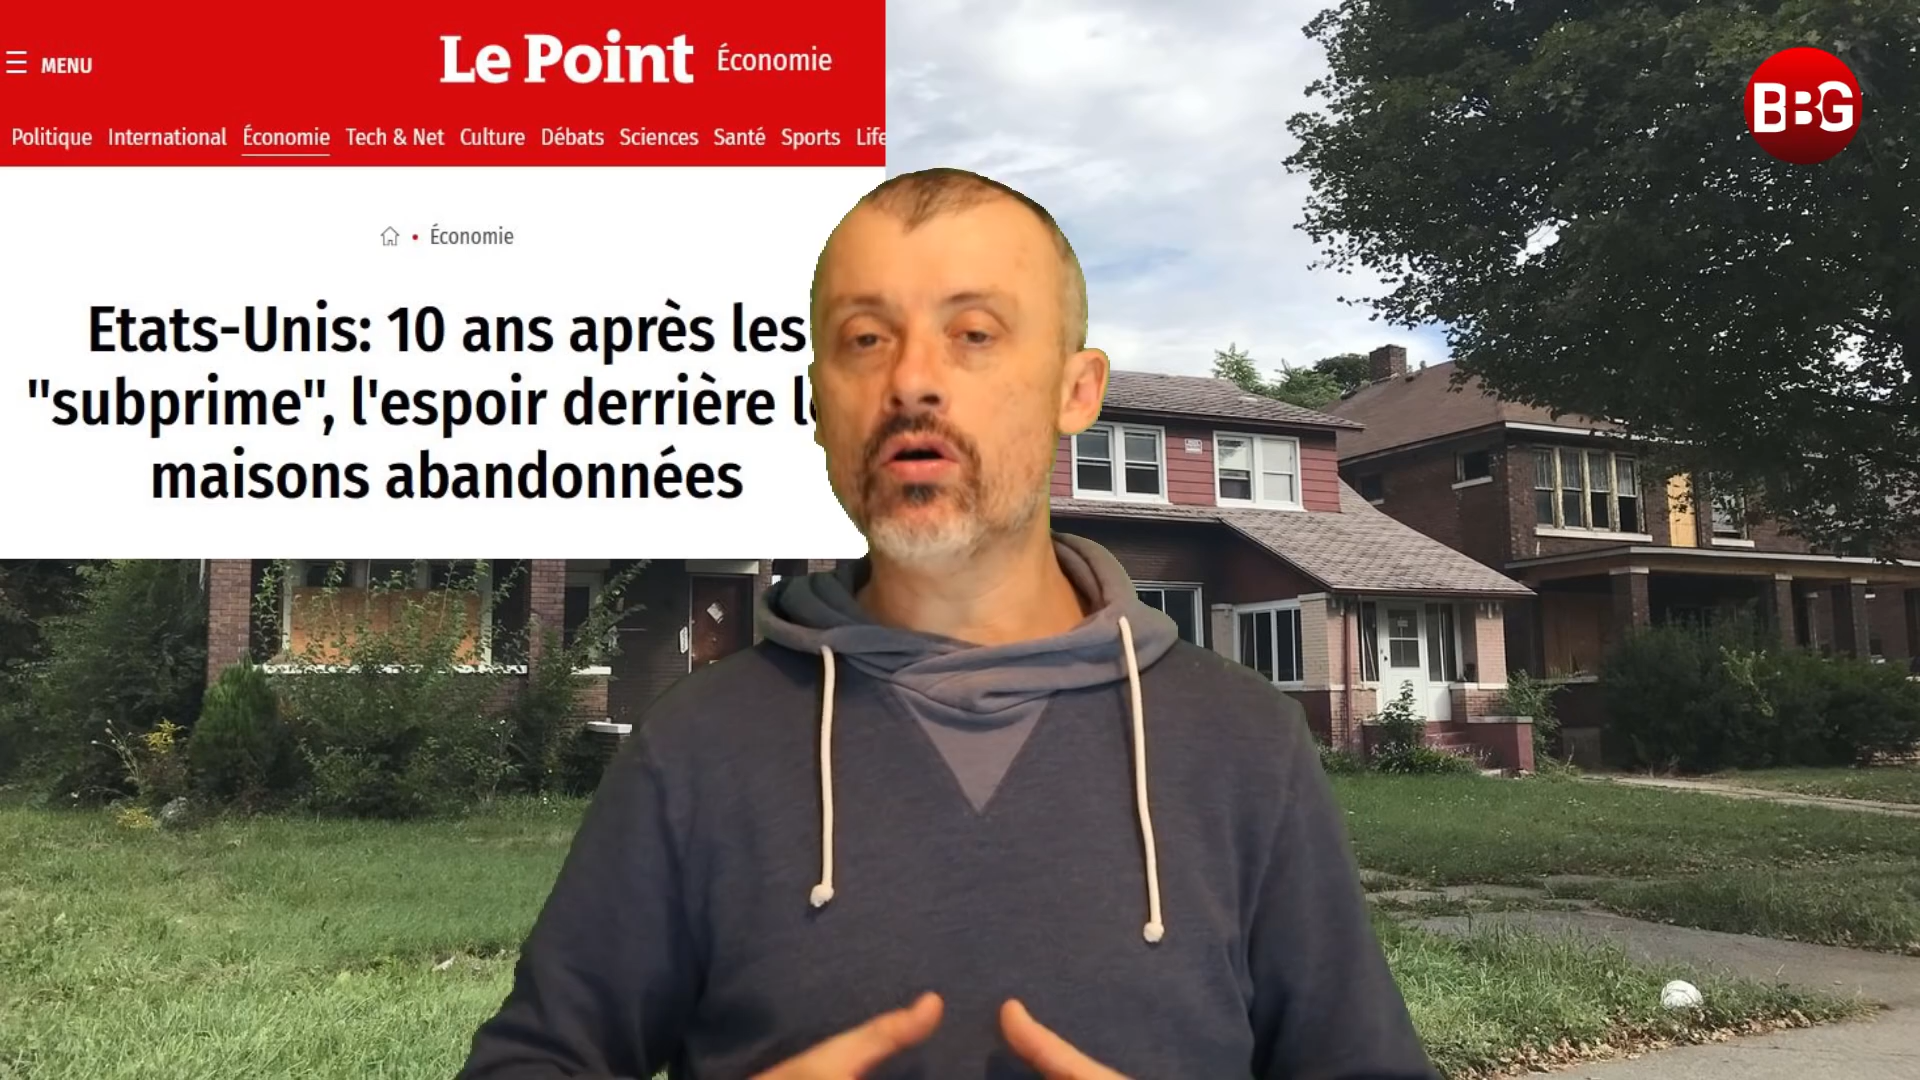 MENU
Le Point Économie
Politique International Économie Tech & Net Culture Débats Sciences Santé Sports Life
Économie
Etats-Unis: 10 ans après les
"subprime", l'espoir derrière
maisons abandonnées
BBG